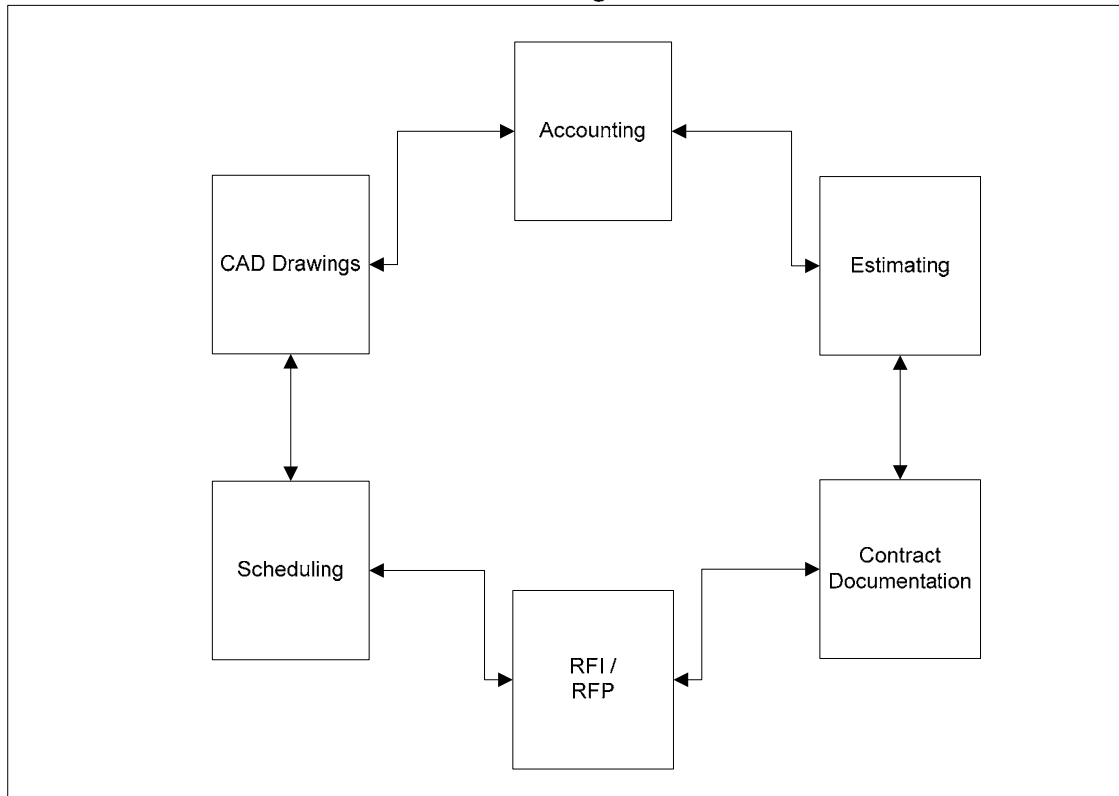 Accounting
CAD Drawings
Estimating
Scheduling
Contract
Documentation
RFI /
RFP